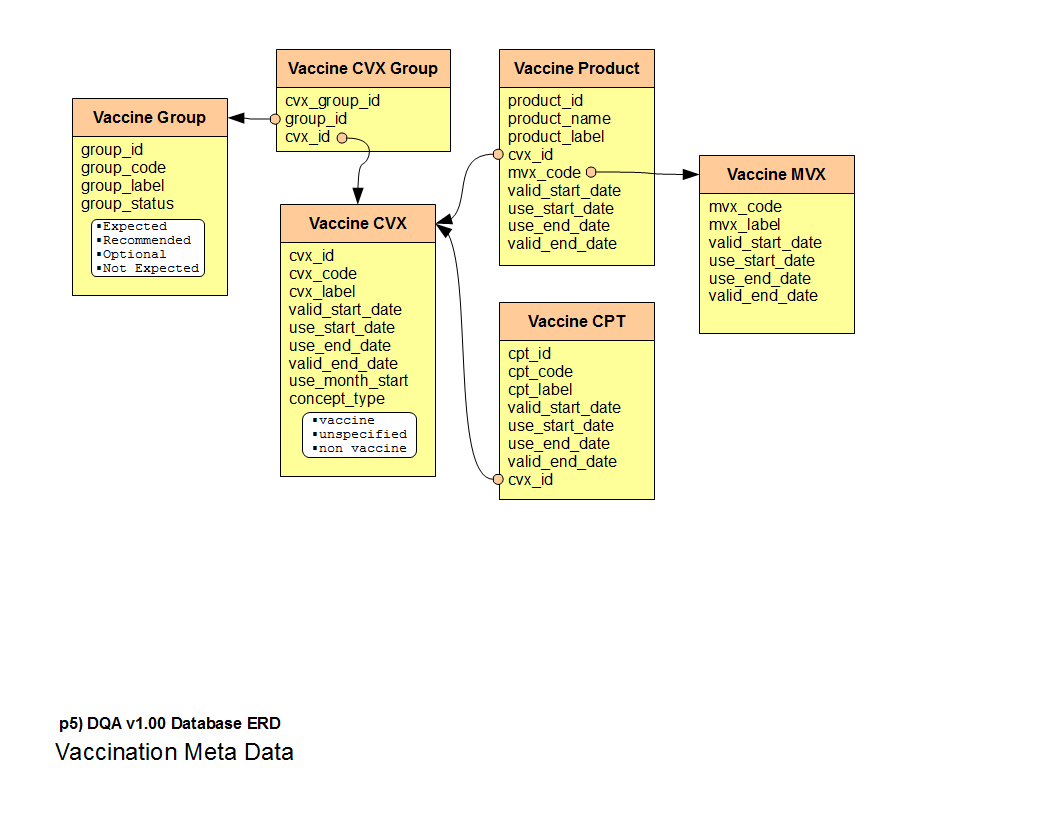 Vaccine Group
group_id
group_code
group_label
group_status
▪Expected
▪Recommended
▪Optional
▪Not Expected
Vaccine CVX Group
cvx_group_id
group_id
cvx_id
Vaccine CVX
cvx_id
cvx_code
cvx_label
valid_start_date
use_start_date
use_end_date
valid_end_date
use_month_start
concept_type
▪vaccine
▪unspecified
▪non vaccine
Vaccine Product
product_id
product_name
product_label
cvx_id
mvx_code
valid_start_date
use_start_date
use_end_date
valid_end_date
Vaccine CPT
cpt_id
cpt_code
cpt_label
valid_start_date
use_start_date
use_end_date
valid_end_date
cvx_id
Vaccine MVX
mvx_code
mvx_label
valid_start_date
use_start_date
use_end_date
valid_end_date
p5) DQA v1.00 Database ERD
Vaccination Meta Data